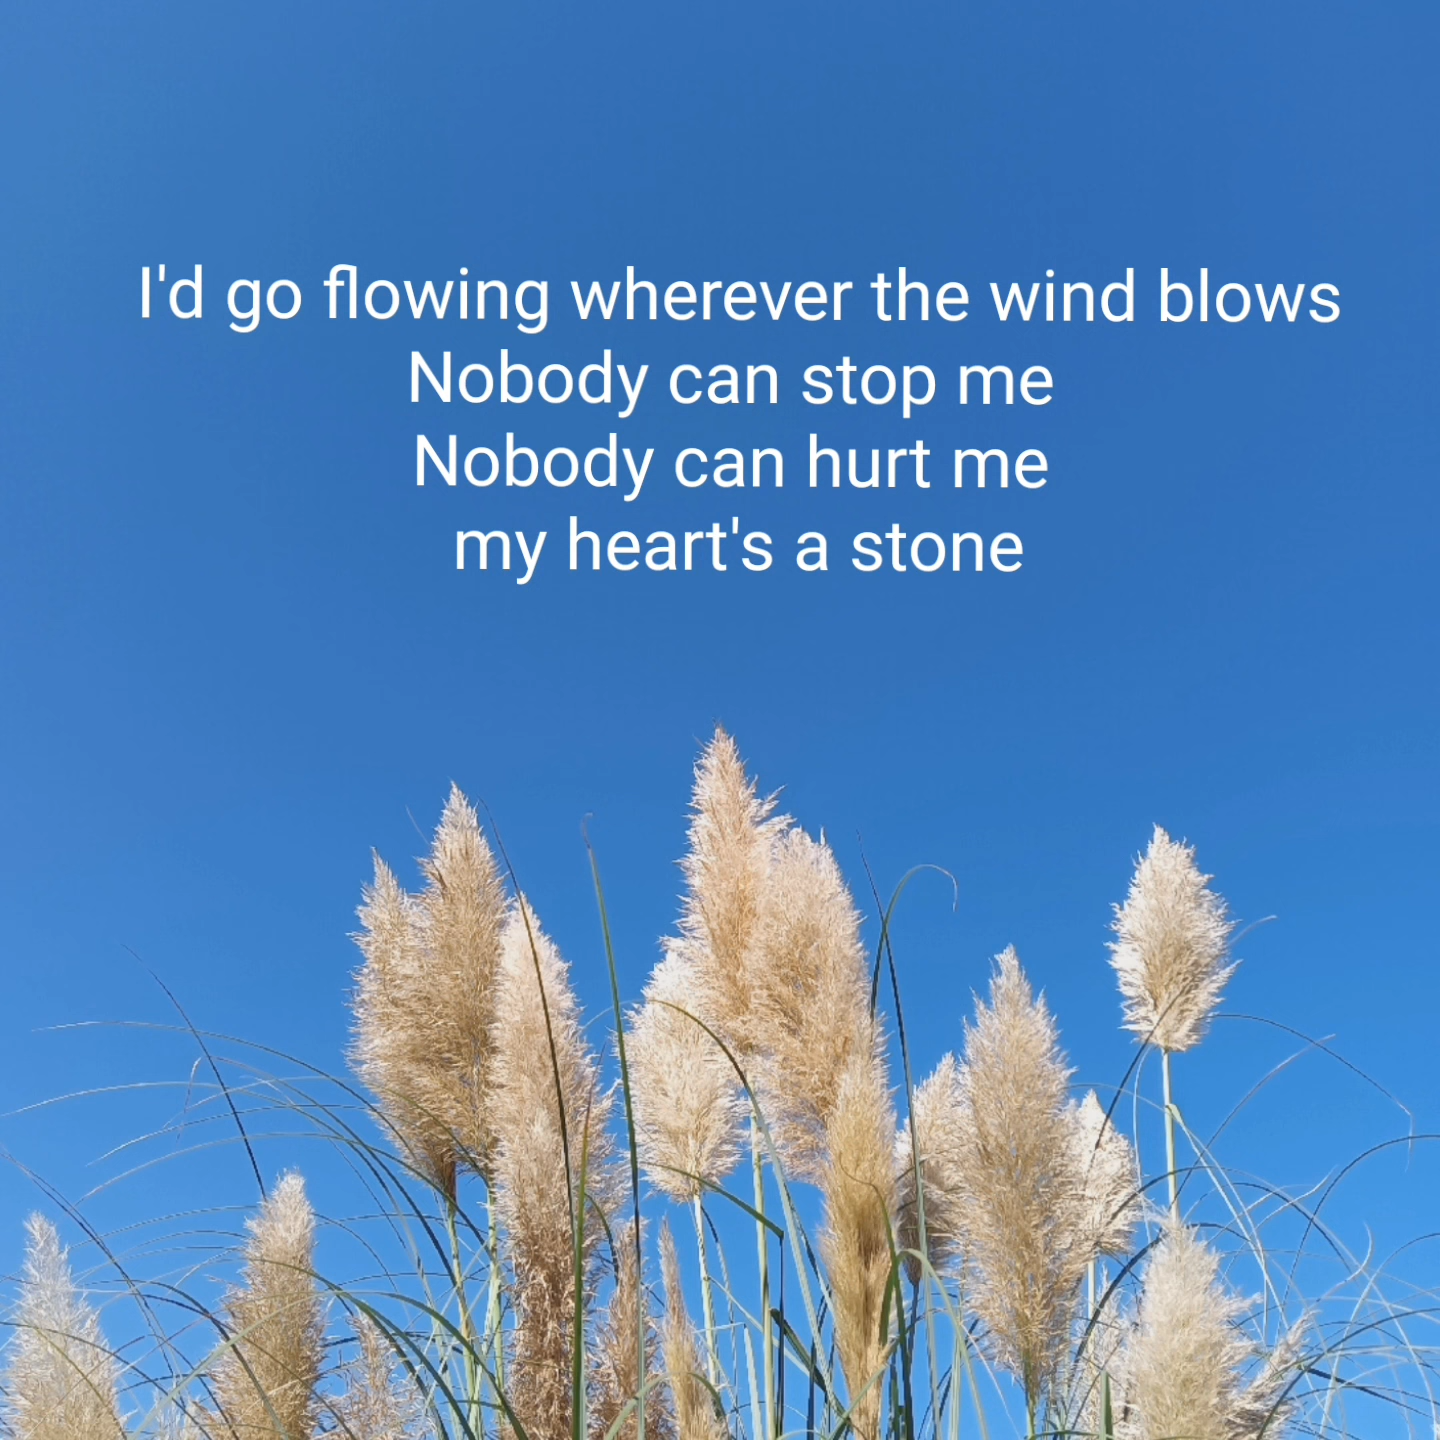 I'd go flowing wherever the wind blows
Nobody can stop me
Nobody can hurt me
my heart's a stone